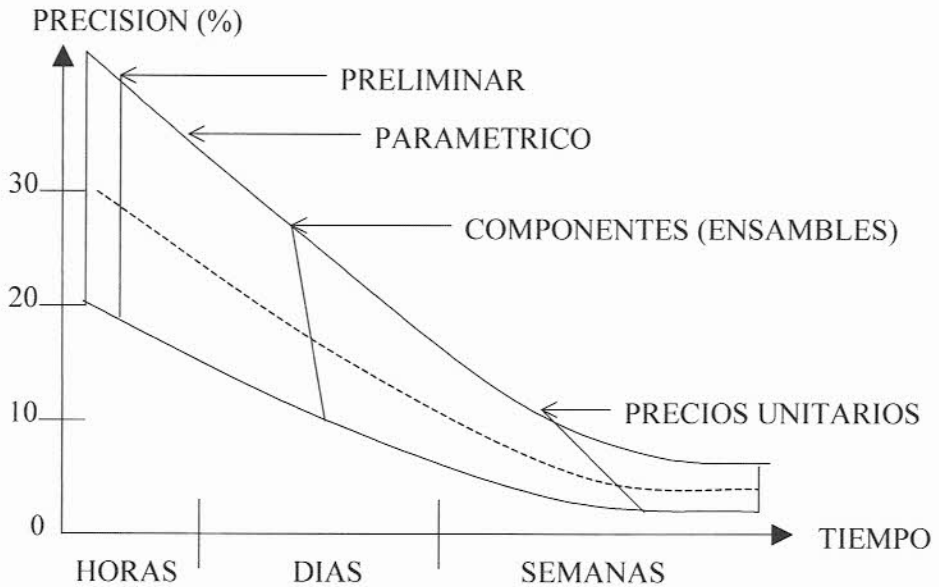 PRECISION (%)
PRELIMINAR
PARAMETRICO
30
COMPONENTES (ENSAMBLES)
20
10
PRECIOS UNITARIOS
0
TIEMPO
HORAS
DIAS
SEMANAS